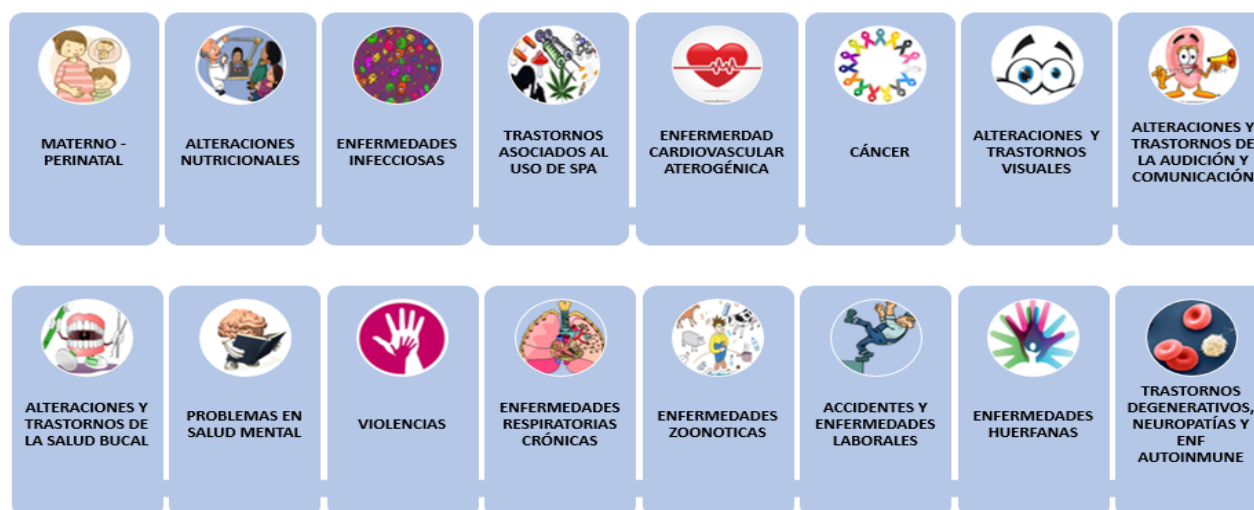 MATERNO -
PERINATAL
ALTERACIONES
NUTRICIONALES
ENFERMEDADES
INFECCIOSAS
TRASTORNOS
ASOCIADOS AL
USO DE SPA
ENFERMERDAD
CARDIOVASCULAR
ATEROGÉNICA
CÁNCER
ALTERACIONES Y
TRASTORNOS
VISUALES
ALTERACIONES Y
TRASTORNOS DE
LA AUDICIÓN Y
COMUNICACIÓN
ALTERACIONES Y
TRASTORNOS DE
LA SALUD BUCAL
PROBLEMAS EN
SALUD MENTAL
VIOLENCIAS
ENFERMEDADES
RESPIRATORIAS
CRÓNICAS
ENFERMEDADES
ZOONOTICAS
ACCIDENTES Y
ENFERMEDADES
LABORALES
ENFERMEDADES
HUERFANAS
TRASTORNOS
DEGENERATIVOS,
NEUROPATÍAS Y
ENF
AUTOINMUNE